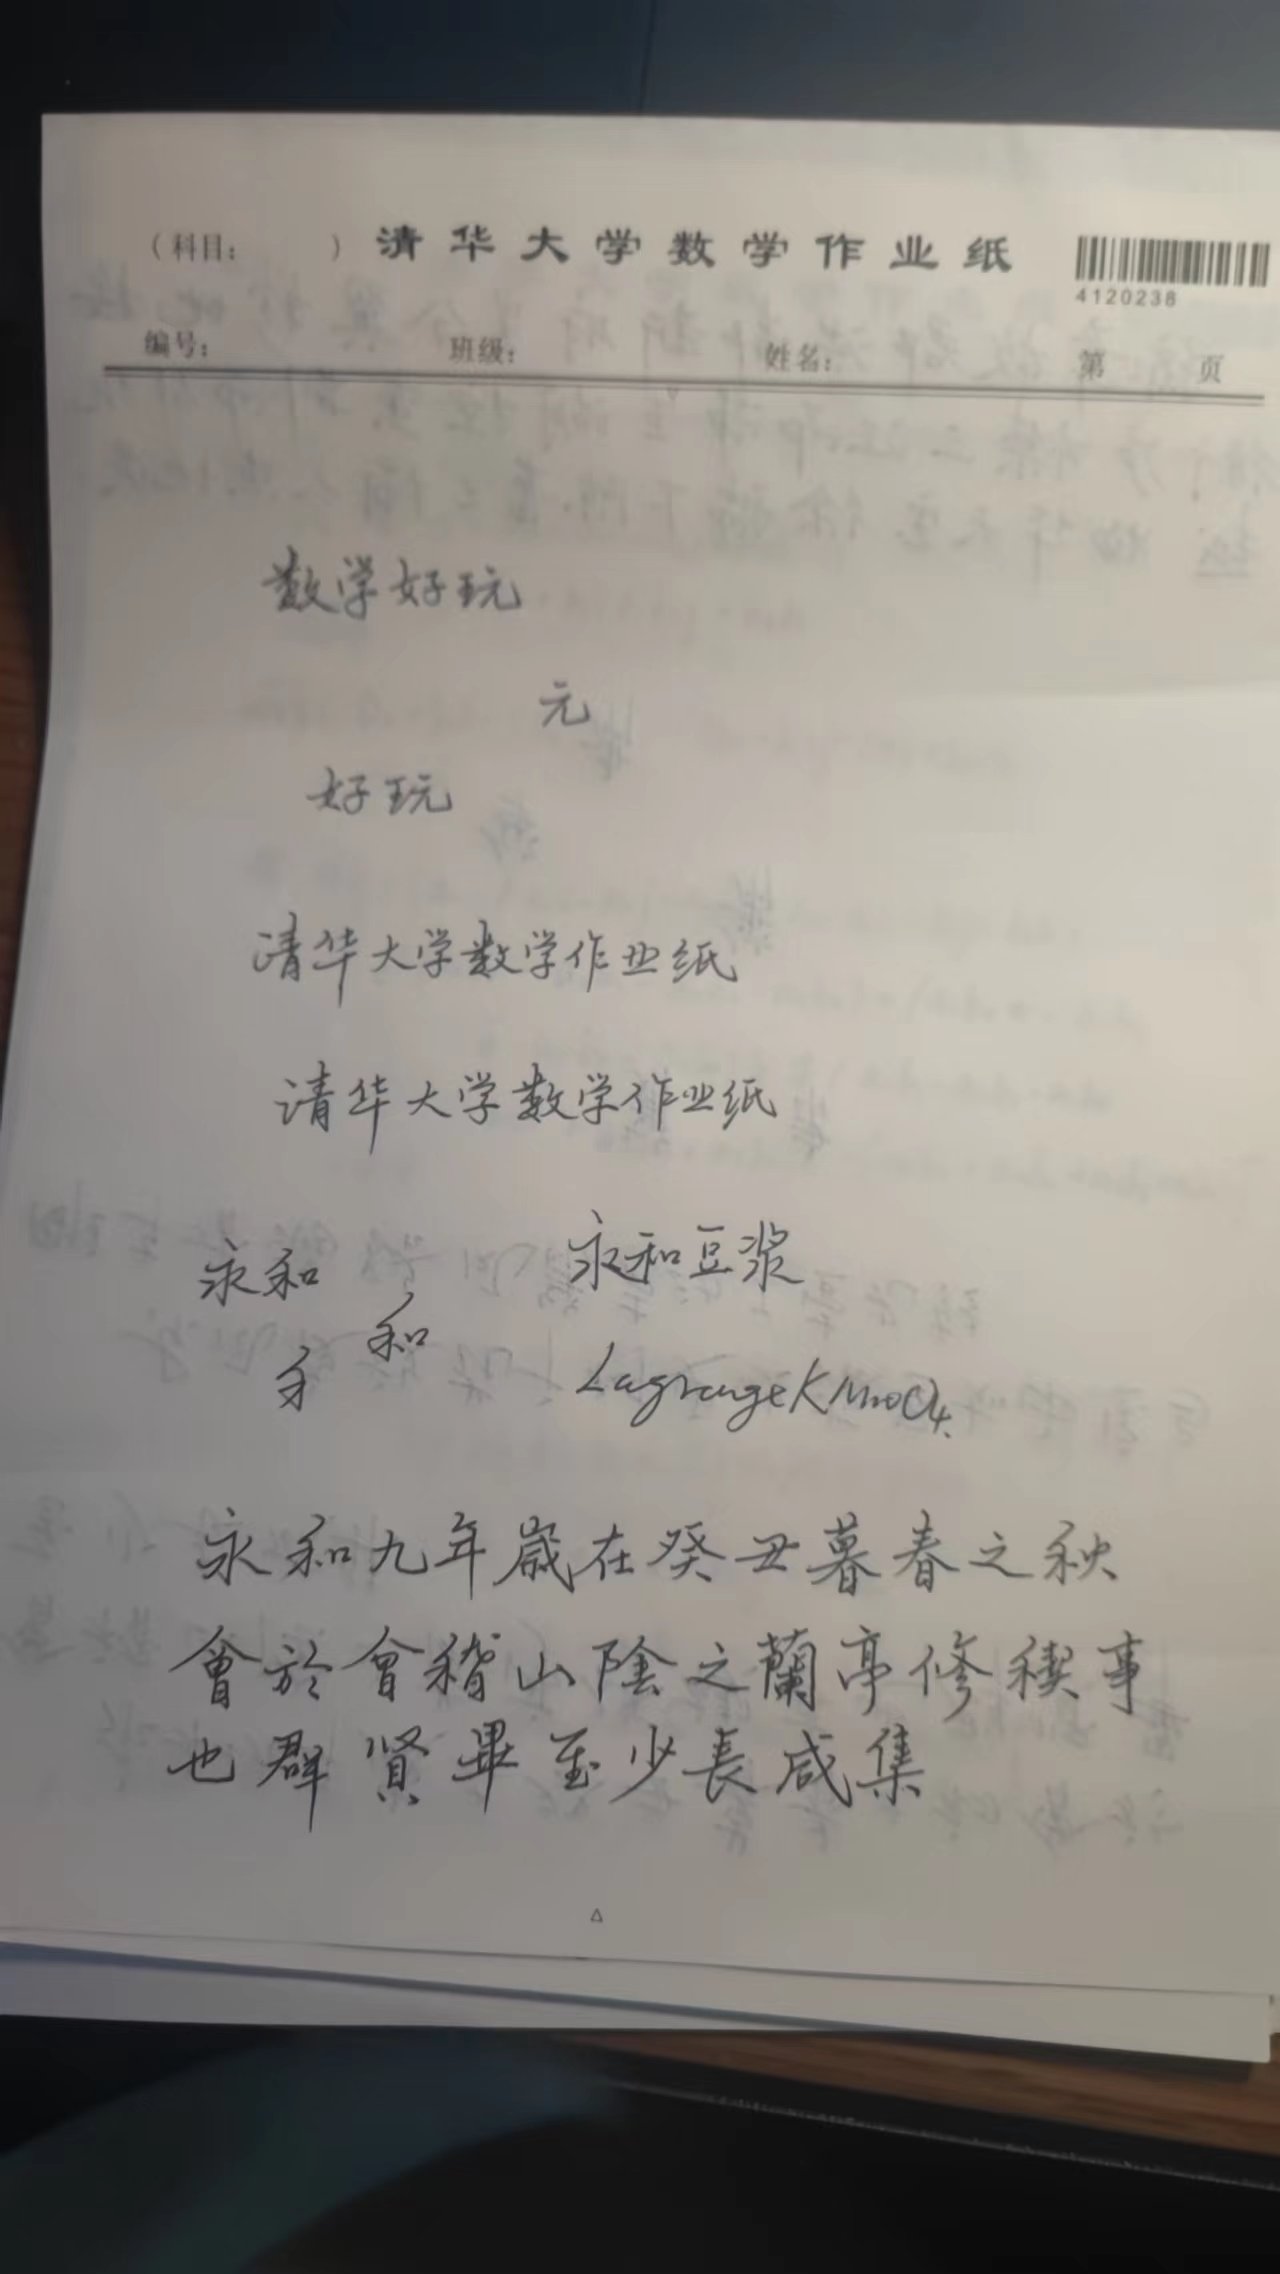 （科目：      ）清华大学数学作业纸
4120238
编号： 班级： 姓名： 第 页
数学好玩
元
好玩
清华大学数学作业纸
清华大学数学作业纸
永和 永和豆浆
和
LagrangeKMnO4
永和九年歲在癸丑暮春之秋
會於會稽山陰之蘭亭修稧事
也群賢畢至少長咸集